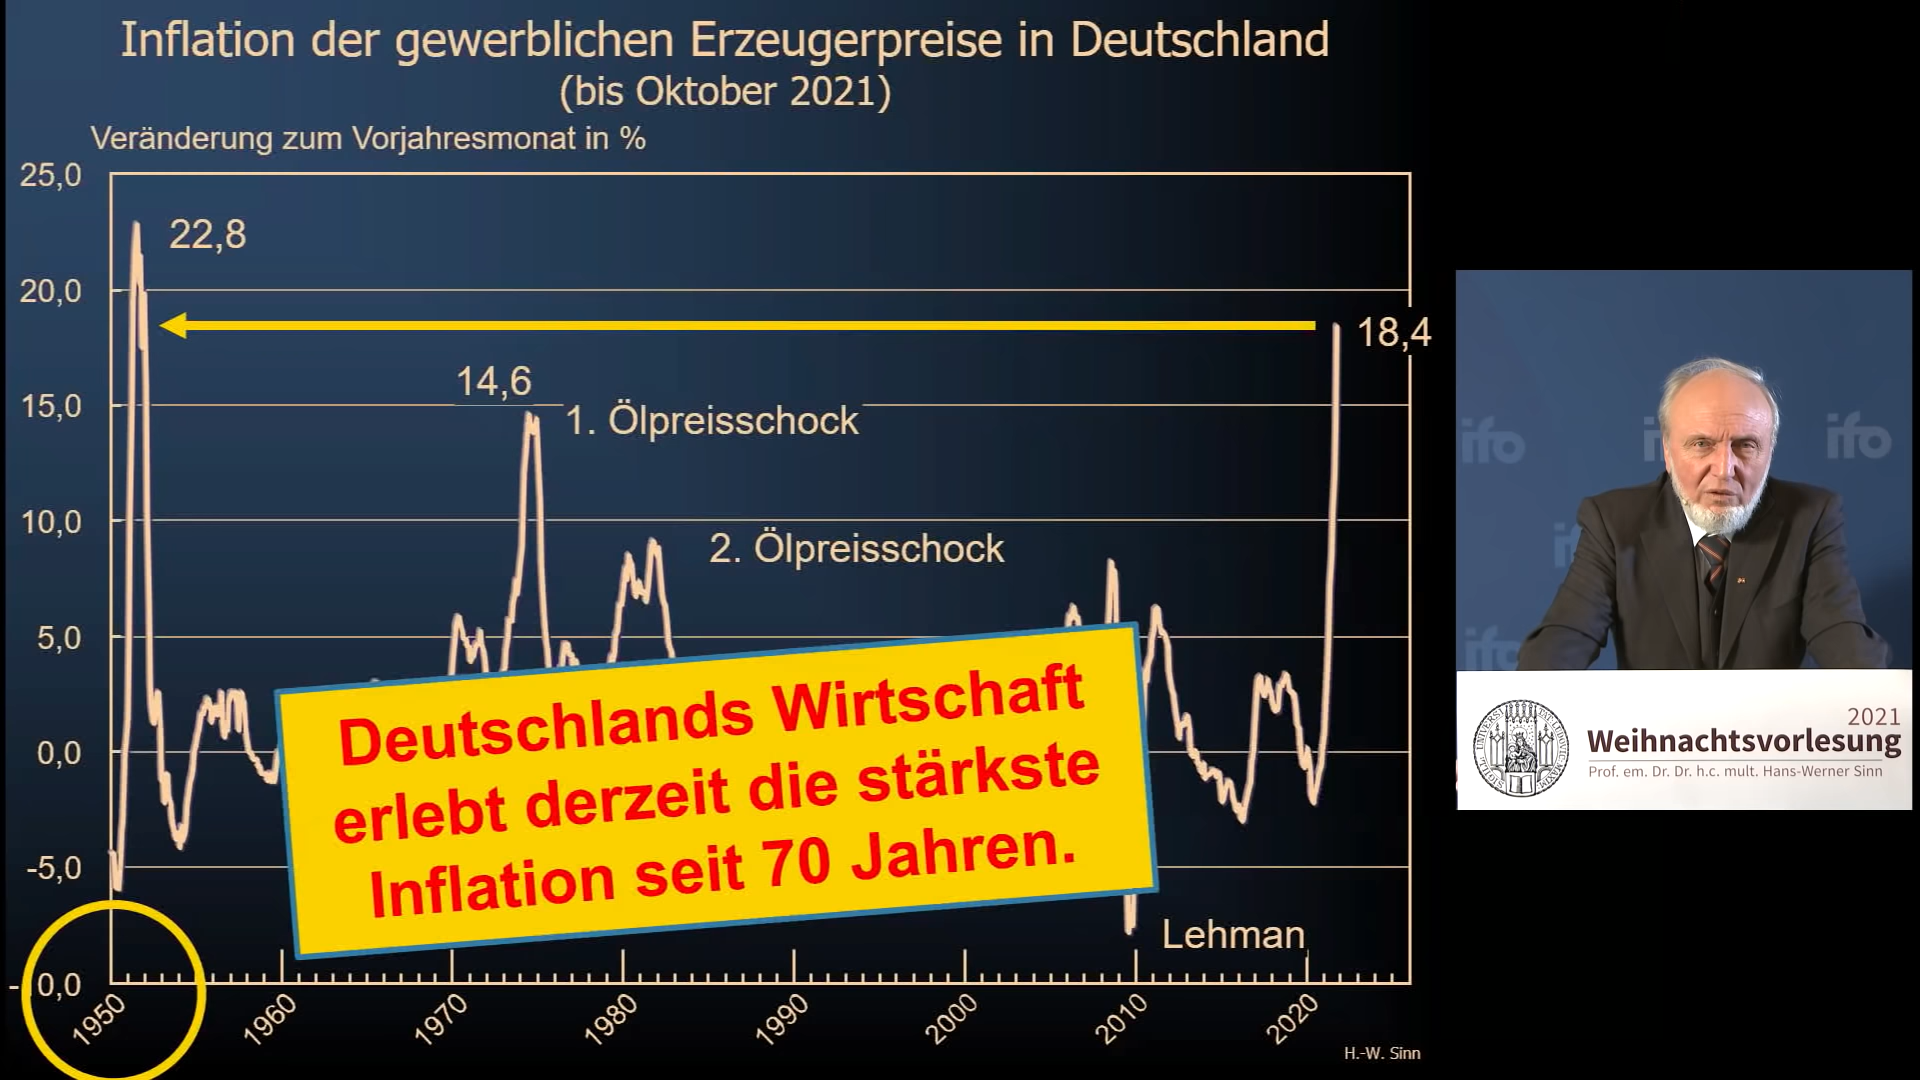 Inflation der gewerblichen Erzeugerpreise in Deutschland
(bis Oktober 2021)
Veränderung zum Vorjahresmonat in %
25,0
22,8
20,0
18,4
14,6
15,0
1. Ölpreisschock
10,0
2. Ölpreisschock
5,0
0,0
-5,0
Deutschlands Wirtschaft
erlebt derzeit die stärkste
Inflation seit 70 Jahren.
Lehman
- 0,0
1950
1960
1970
1980
1990
2000
2010
2020
H.-W. Sinn
ifo
ifo
2021
Weihnachtsvorlesung
Prof. em. Dr. Dr. h.c. mult. Hans-Werner Sinn